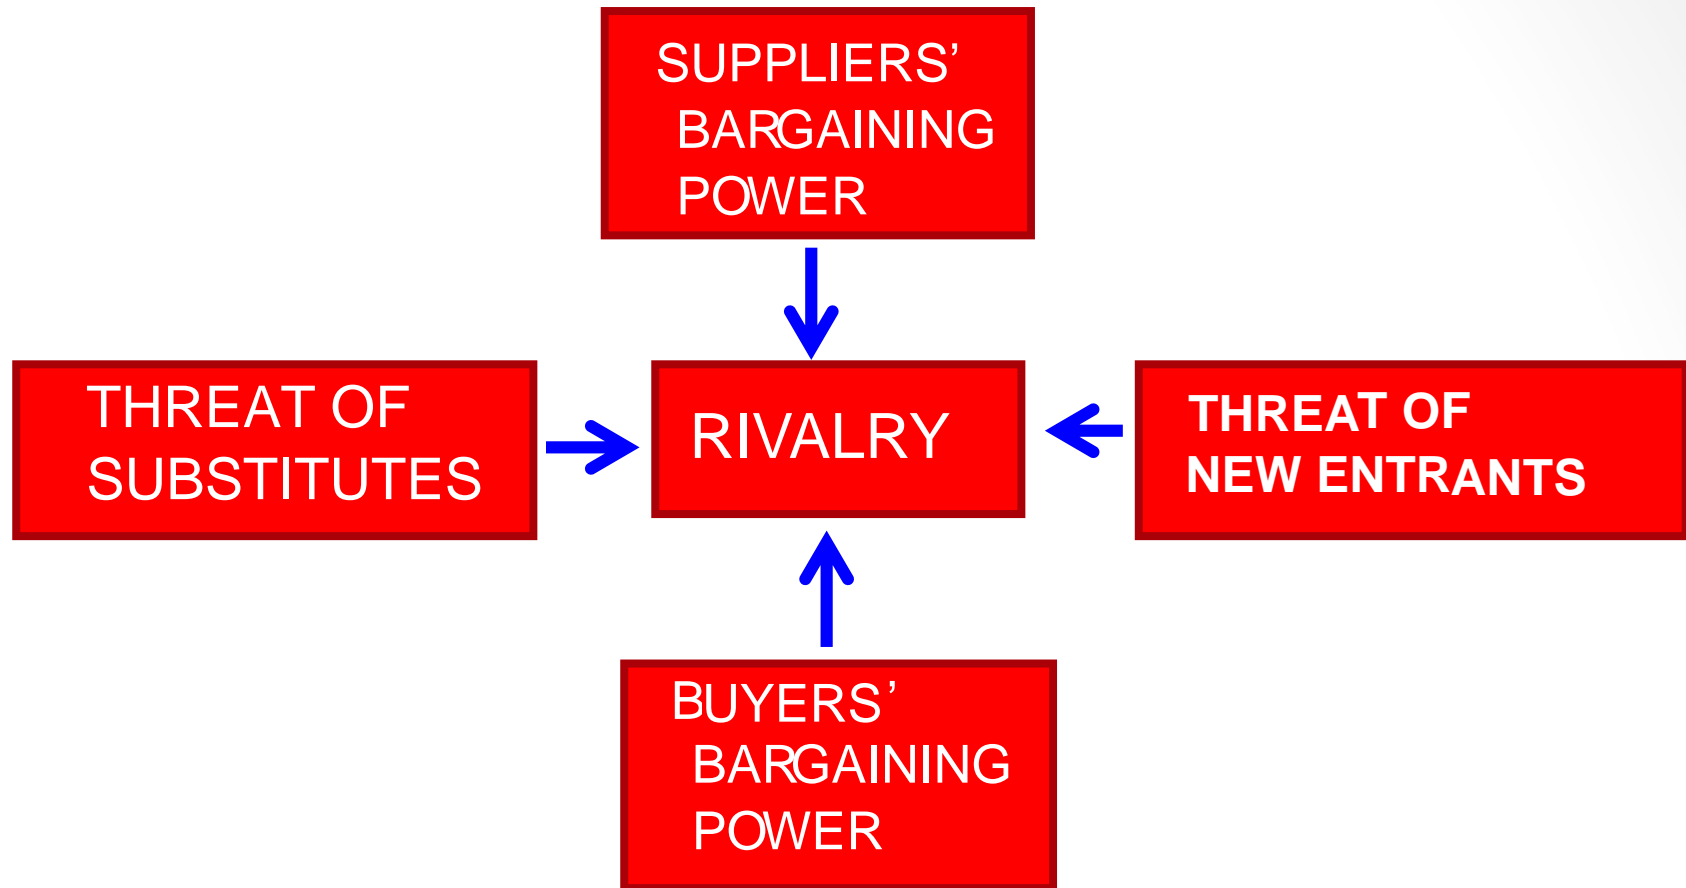 SUPPLIERS’
BARGAINING
POWER
THREAT OF
SUBSTITUTES
RIVALRY
THREAT OF
NEW ENTRANTS
BUYERS’
BARGAINING
POWER